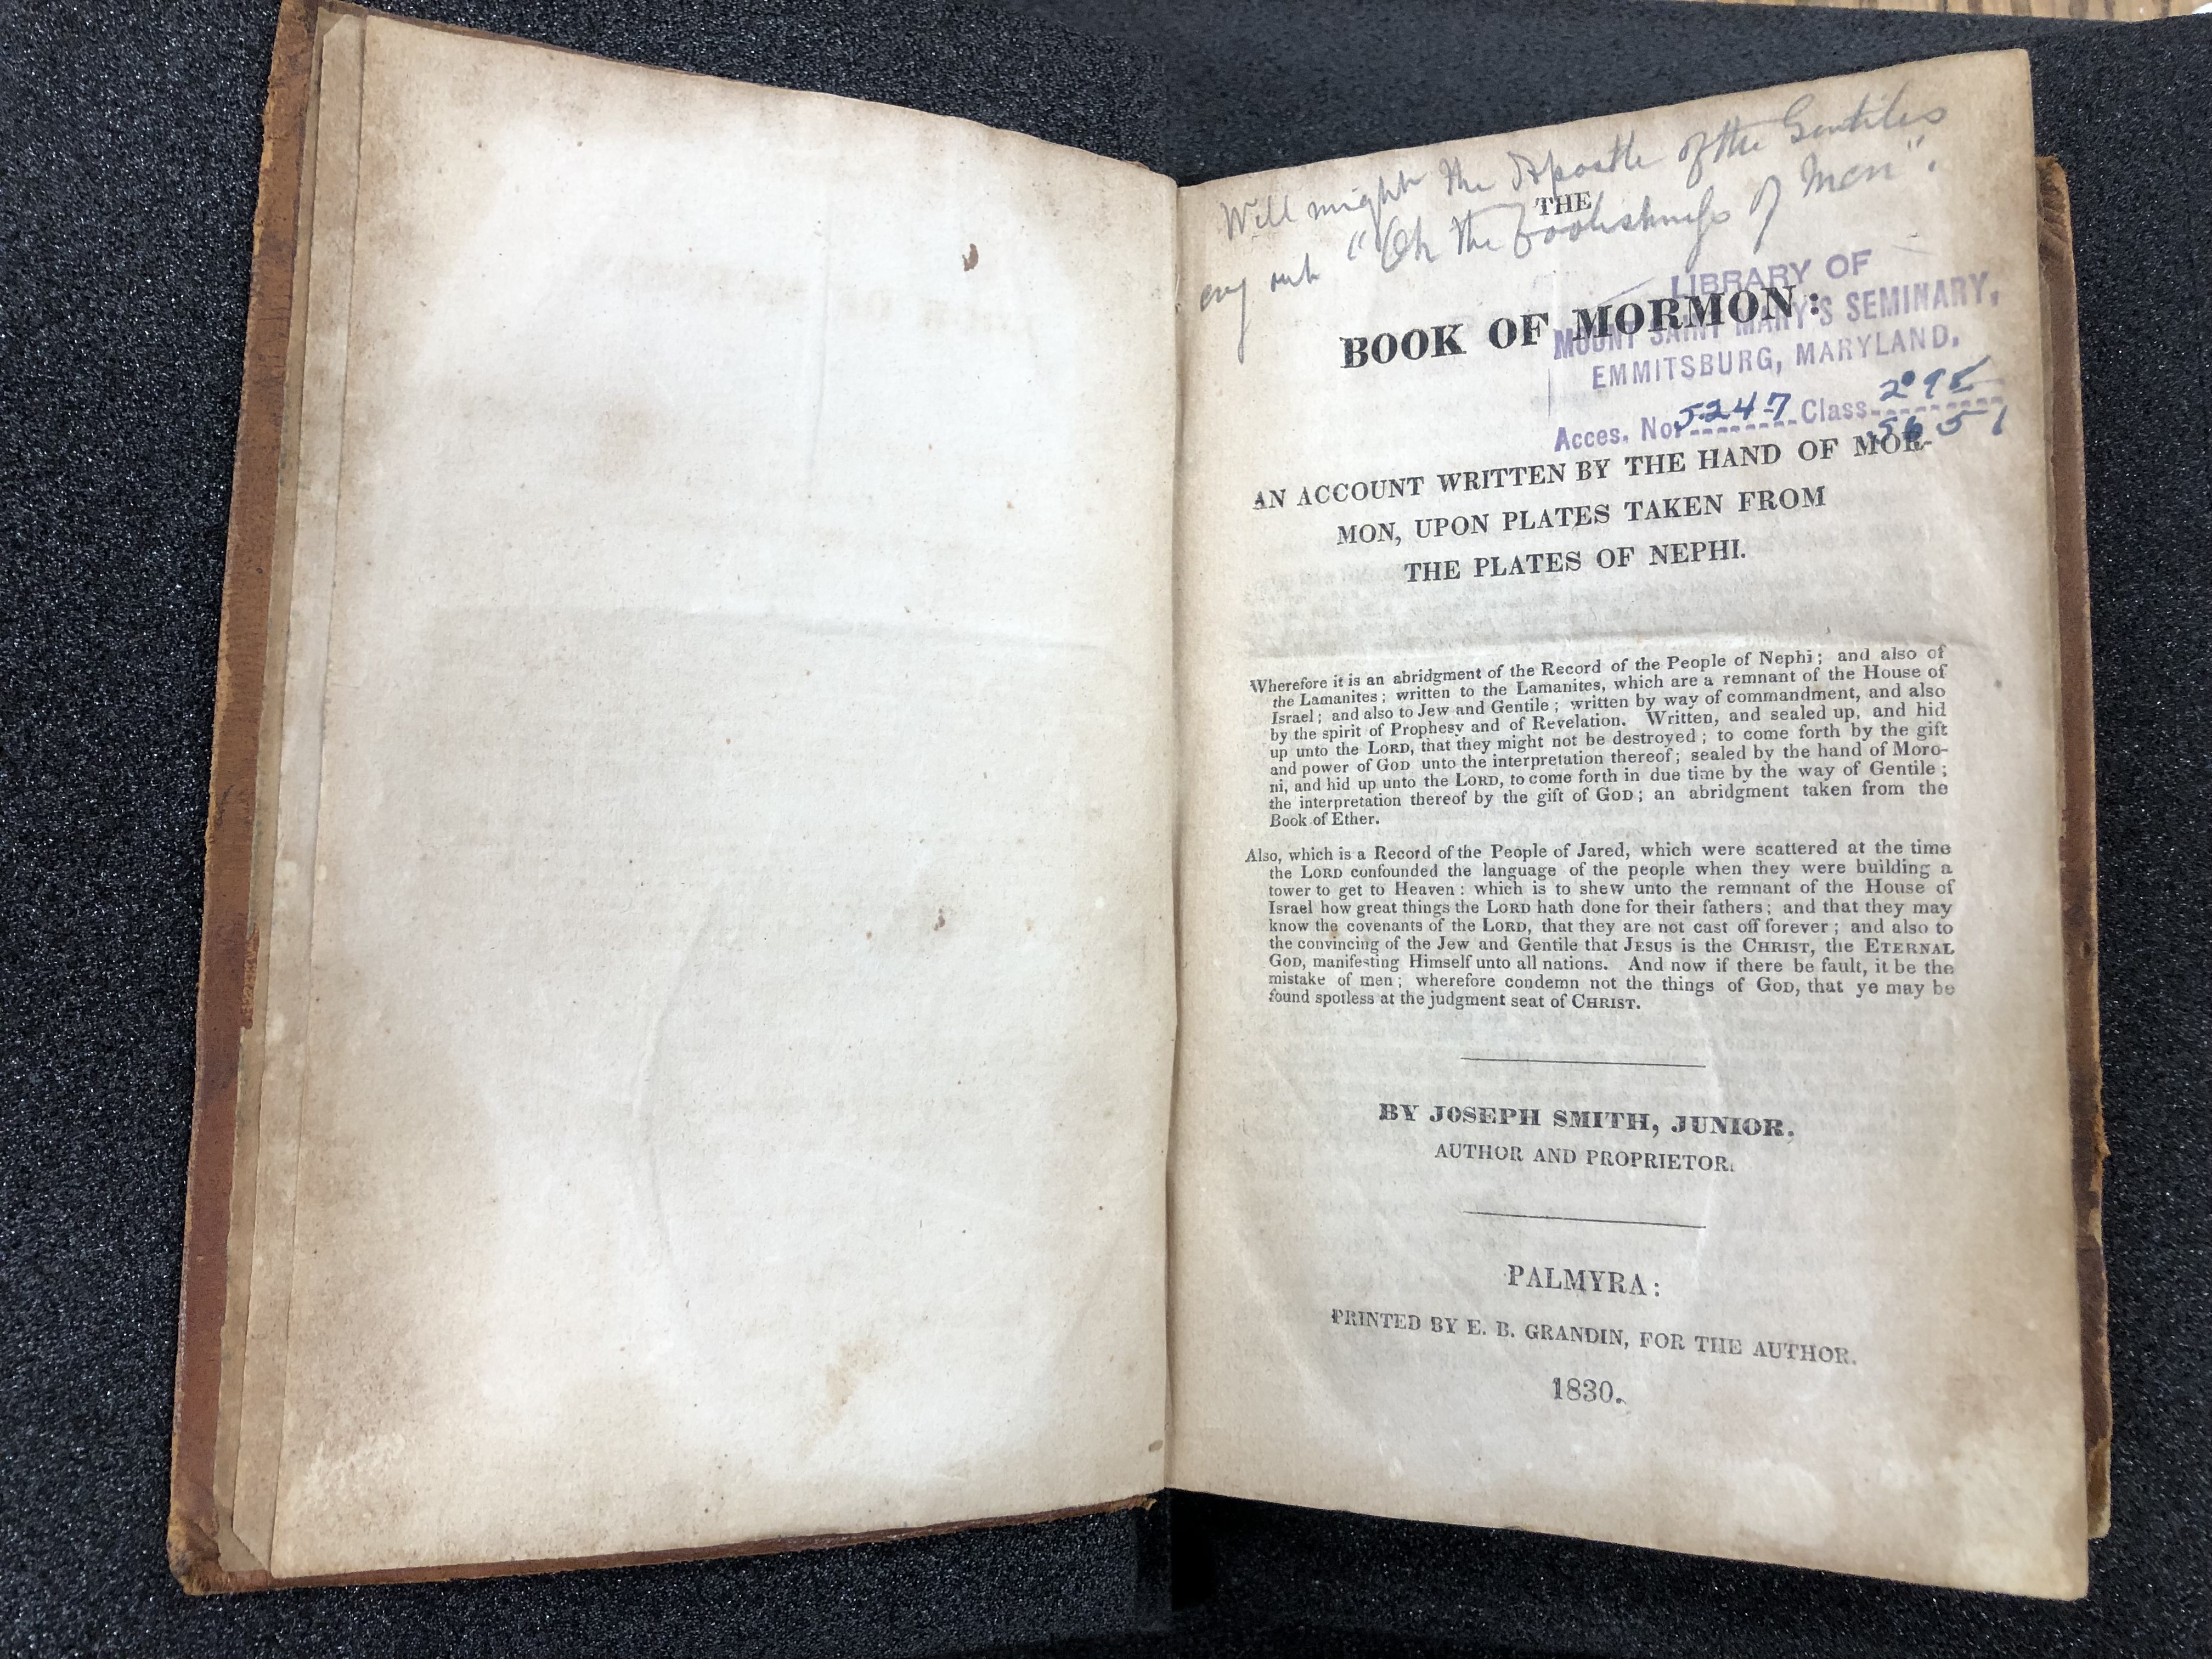 Well might the Apostle of the Gentiles
cry out "Oh the foolishness of Men".
THE
BOOK OF MORMON:
LIBRARY OF
MOUNT SAINT MARY'S SEMINARY,
EMMITSBURG, MARYLAND.
Acces. No. 5247 Class 298
S651
AN ACCOUNT WRITTEN BY THE HAND OF MOR-
MON, UPON PLATES TAKEN FROM
THE PLATES OF NEPHI.
Wherefore it is an abridgment of the Record of the People of Nephi; and also of
the Lamanites; written to the Lamanites, which are a remnant of the House of
Israel; and also to Jew and Gentile; written by way of commandment, and also
by the spirit of Prophesy and of Revelation. Written, and sealed up, and hid
up unto the LORD, that they might not be destroyed; to come forth by the gift
and power of GOD unto the interpretation thereof; sealed by the hand of Moro-
ni, and hid up unto the LORD, to come forth in due time by the way of Gentile;
the interpretation thereof by the gift of GOD; an abridgment taken from the
Book of Ether.
Also, which is a Record of the People of Jared, which were scattered at the time
the LORD confounded the language of the people when they were building a
tower to get to Heaven: which is to shew unto the remnant of the House of
Israel how great things the LORD hath done for their fathers; and that they may
know the covenants of the LORD, that they are not cast off forever; and also to
the convincing of the Jew and Gentile that JESUS is the CHRIST, the ETERNAL
GOD, manifesting Himself unto all nations. And now if there be fault, it be the
mistake of men; wherefore condemn not the things of GOD, that ye may be
found spotless at the judgment seat of CHRIST.
BY JOSEPH SMITH, JUNIOR,
AUTHOR AND PROPRIETOR.
PALMYRA:
PRINTED BY E. B. GRANDIN, FOR THE AUTHOR.
1830.